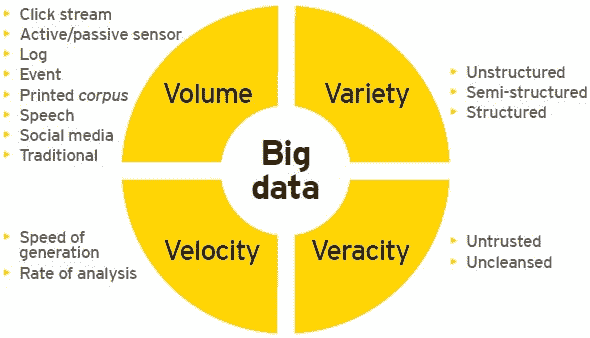 Click stream
Active/passive sensor
Log
Event
Printed corpus
Speech
Social media
Traditional
Volume
Variety
Unstructured
Semi-structured
Structured
Big
data
Speed of
generation
Rate of analysis
Velocity
Veracity
Untrusted
Uncleansed